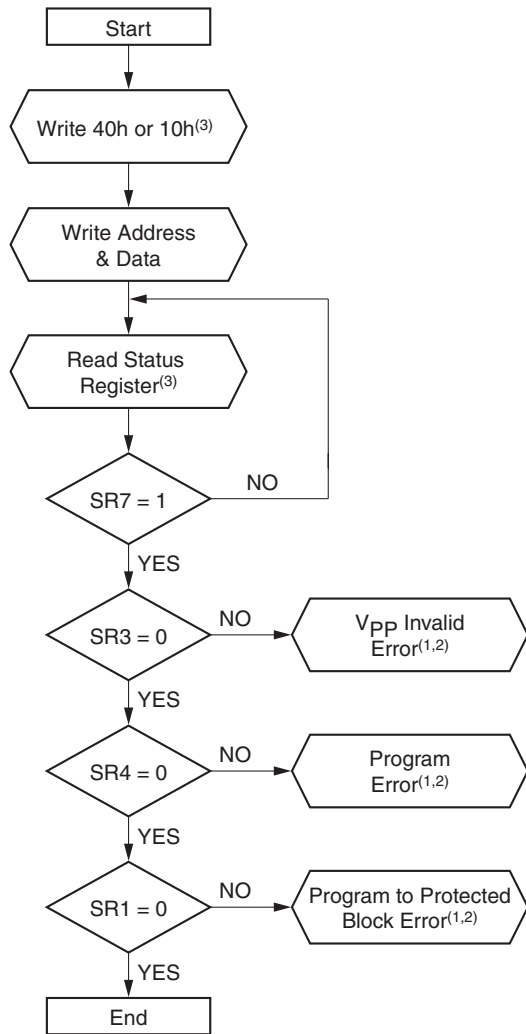 Start
Write 40h or 10h(3)
Write Address
& Data
Read Status
Register(3)
SR7 = 1
NO
YES
SR3 = 0
NO
VPP Invalid
Error(1,2)
YES
SR4 = 0
NO
Program
Error(1,2)
YES
SR1 = 0
NO
Program to Protected
Block Error(1,2)
YES
End